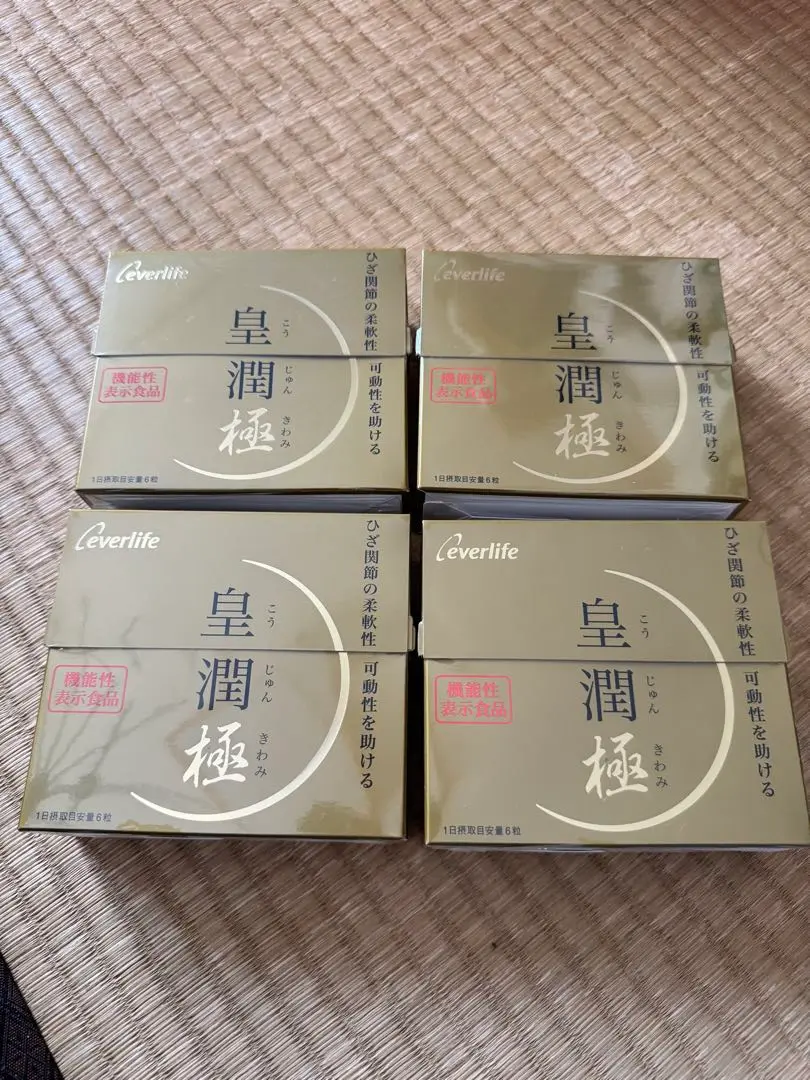 everlife
皇潤極
こうじゅんきわみ
ひざ関節の柔軟性
可動性を助ける
機能性
表示食品
1日摂取目安量6粒
everlife
皇潤極
こうじゅんきわみ
ひざ関節の柔軟性
可動性を助ける
機能性
表示食品
1日摂取目安量6粒
everlife
皇潤極
こうじゅんきわみ
ひざ関節の柔軟性
可動性を助ける
機能性
表示食品
1日摂取目安量6粒
everlife
皇潤極
こうじゅんきわみ
ひざ関節の柔軟性
可動性を助ける
機能性
表示食品
1日摂取目安量6粒